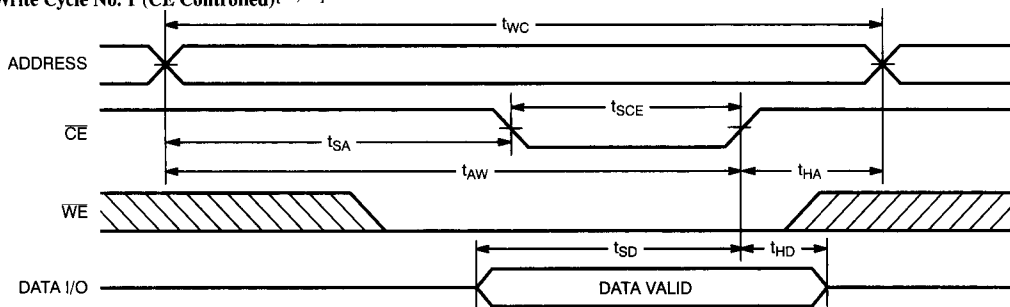 Write Cycle No. 1 (CE Controlled)
tWC
ADDRESS
tSCE
CE
tSA
tAW
tHA
WE
tSD
tHD
DATA I/O
DATA VALID